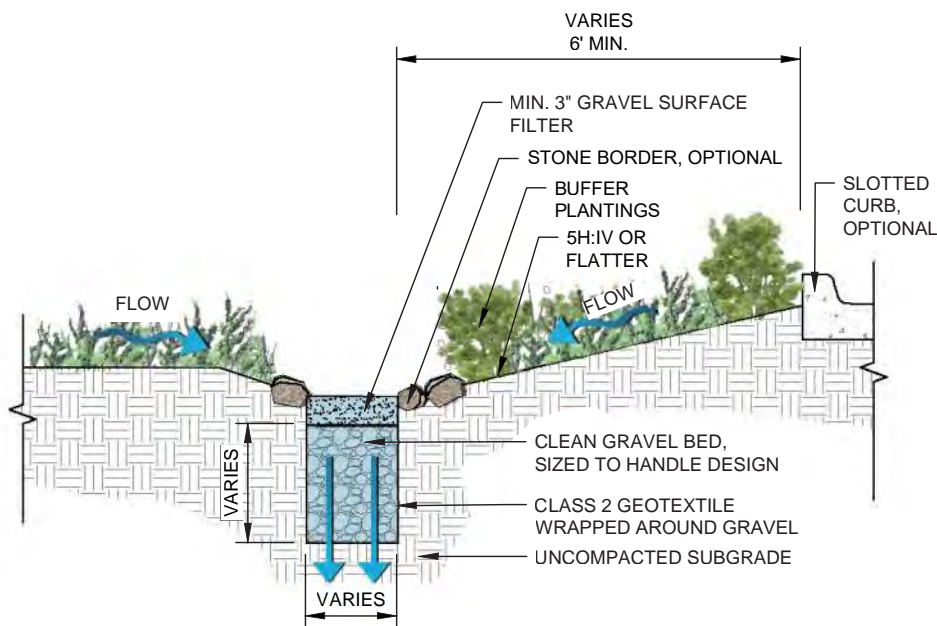 VARIES
6' MIN.
MIN. 3" GRAVEL SURFACE
FILTER
STONE BORDER, OPTIONAL
BUFFER
PLANTINGS
SLOTTED
CURB,
OPTIONAL
5H:IV OR
FLATTER
FLOW
FLOW
CLEAN GRAVEL BED,
SIZED TO HANDLE DESIGN
VARIES
CLASS 2 GEOTEXTILE
WRAPPED AROUND GRAVEL
UNCOMPACTED SUBGRADE
VARIES